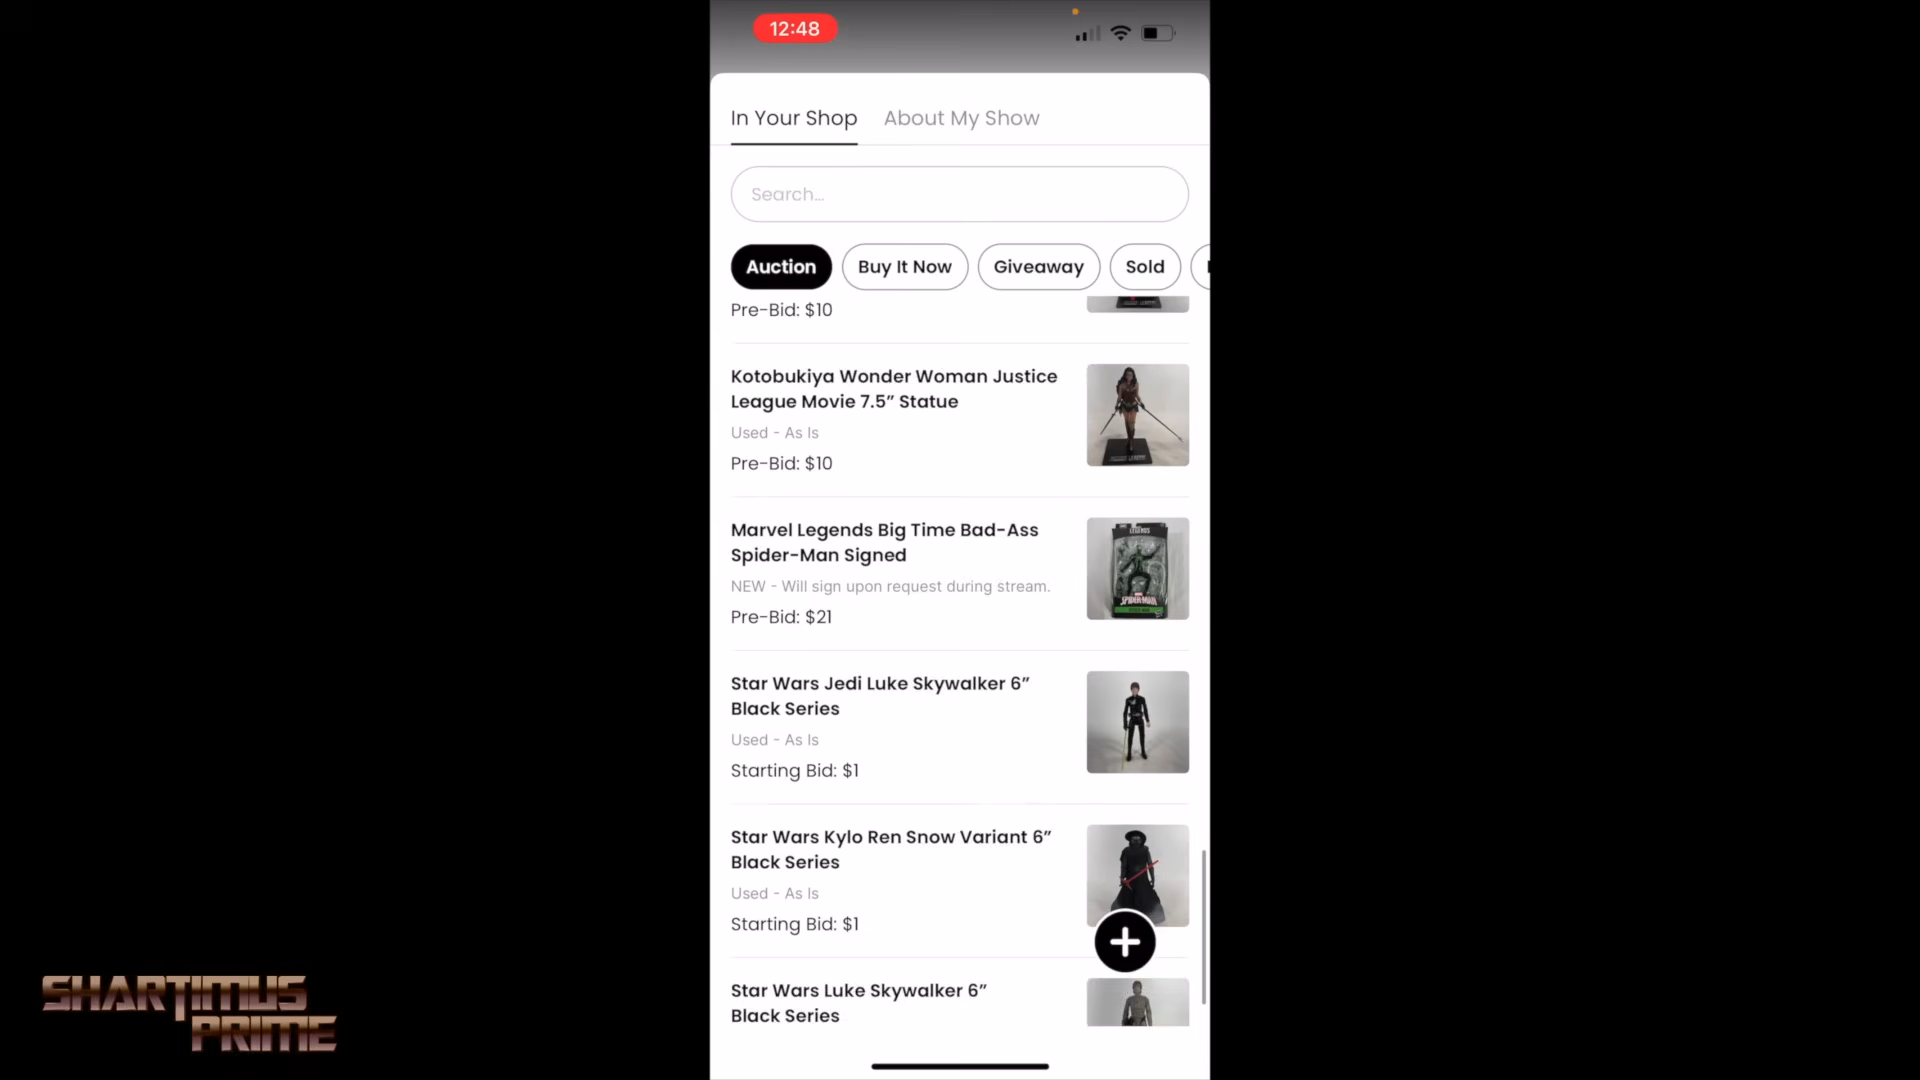 12:48
In Your Shop
About My Show
Search...
Auction
Buy It Now
Giveaway
Sold
Pre-Bid: $10
Kotobukiya Wonder Woman Justice
League Movie 7.5” Statue
Used - As Is
Pre-Bid: $10
Marvel Legends Big Time Bad-Ass
Spider-Man Signed
NEW - Will sign upon request during stream.
Pre-Bid: $21
LEGENDS
SPIDER-MAN
Star Wars Jedi Luke Skywalker 6”
Black Series
Used - As Is
Starting Bid: $1
Star Wars Kylo Ren Snow Variant 6”
Black Series
Used - As Is
Starting Bid: $1
Star Wars Luke Skywalker 6”
Black Series
SHARTIMUS
PRIME